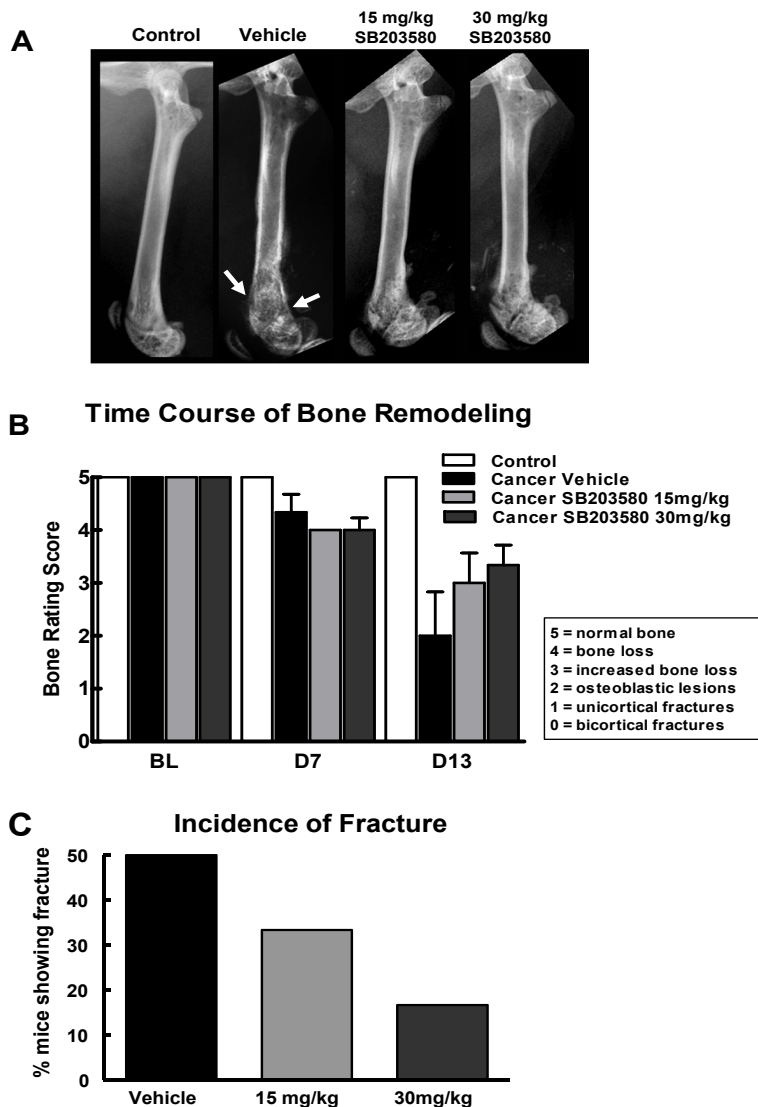 A
Control
Vehicle
15 mg/kg
SB203580
30 mg/kg
SB203580
B
Time Course of Bone Remodeling
Bone Rating Score
5
4
3
2
1
0
BL
D7
D13
Control
Cancer Vehicle
Cancer SB203580 15mg/kg
Cancer SB203580 30mg/kg
5 = normal bone
4 = bone loss
3 = increased bone loss
2 = osteoblastic lesions
1 = unicortical fractures
0 = bicortical fractures
C
Incidence of Fracture
% mice showing fracture
50
40
30
20
10
0
Vehicle
15 mg/kg
30mg/kg